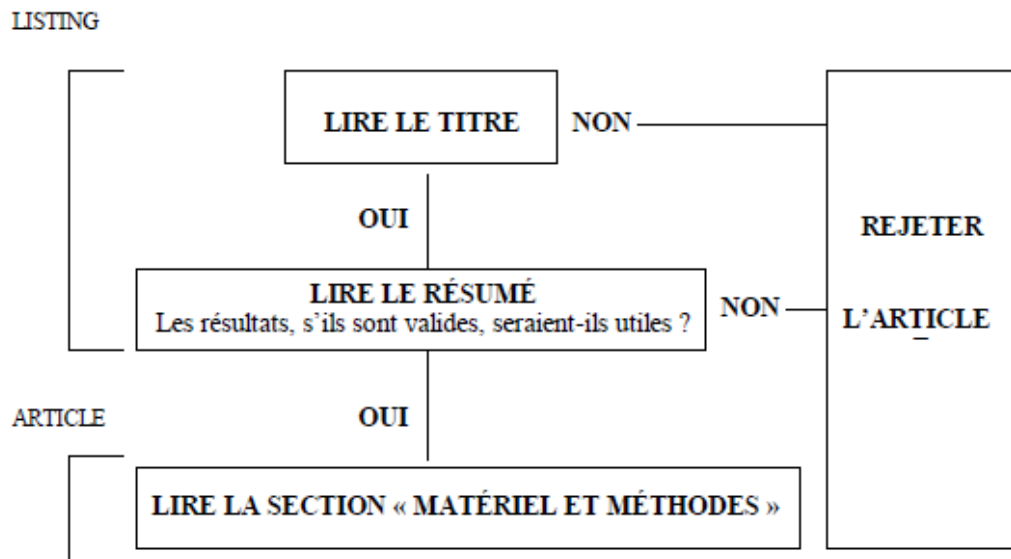 LISTING
LIRE LE TITRE
NON
OUI
REJETER
LIRE LE RÉSUMÉ
Les résultats, s'ils sont valides, seraient-ils utiles ?
NON
L'ARTICLE
ARTICLE
OUI
LIRE LA SECTION « MATÉRIEL ET MÉTHODES »